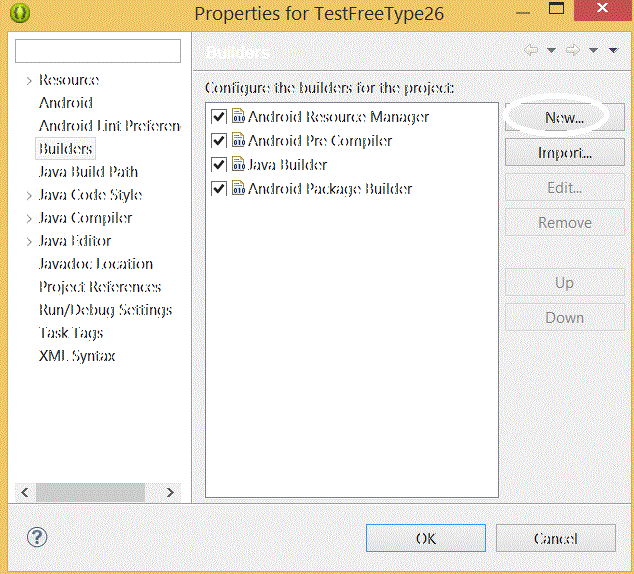 Properties for TestFreeType26
Builders
Resource
Android
Android Lint Preferen
Builders
Java Build Path
Java Code Style
Java Compiler
Java Editor
Javadoc Location
Project References
Run/Debug Settings
Task Tags
XML Syntax
Configure the builders for the project:
Android Resource Manager
Android Pre Compiler
Java Builder
Android Package Builder
New...
Import...
Edit...
Remove
Up
Down
OK
Cancel